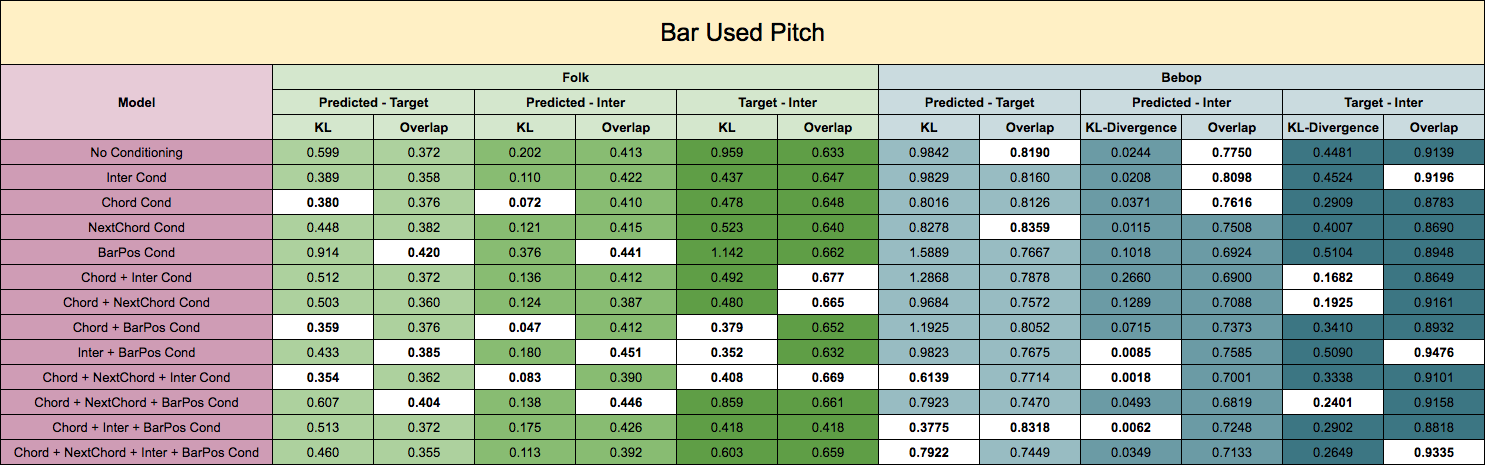 Bar Used Pitch
Model Folk Bebop
Predicted - Target Predicted - Inter Target - Inter Predicted - Target Predicted - Inter Target - Inter
KL Overlap KL Overlap KL Overlap KL Overlap KL-Divergence Overlap KL-Divergence Overlap
No Conditioning 0.599 0.372 0.202 0.413 0.959 0.633 0.9842 0.8190 0.0244 0.7750 0.4481 0.9139
Inter Cond 0.389 0.358 0.110 0.422 0.437 0.647 0.9829 0.8160 0.0208 0.8098 0.4524 0.9196
Chord Cond 0.380 0.376 0.072 0.410 0.478 0.648 0.8016 0.8126 0.0371 0.7616 0.2909 0.8783
NextChord Cond 0.448 0.382 0.121 0.415 0.523 0.640 0.8278 0.8359 0.0115 0.7508 0.4007 0.8690
BarPos Cond 0.914 0.420 0.376 0.441 1.142 0.662 1.5889 0.7667 0.1018 0.6924 0.5104 0.8948
Chord + Inter Cond 0.512 0.372 0.136 0.412 0.492 0.677 1.2868 0.7878 0.2660 0.6900 0.1682 0.8649
Chord + NextChord Cond 0.503 0.360 0.124 0.387 0.480 0.665 0.9684 0.7572 0.1289 0.7088 0.1925 0.9161
Chord + BarPos Cond 0.359 0.376 0.047 0.412 0.379 0.652 1.1925 0.8052 0.0715 0.7373 0.3410 0.8932
Inter + BarPos Cond 0.433 0.385 0.180 0.451 0.352 0.632 0.9823 0.7675 0.0085 0.7585 0.5090 0.9476
Chord + NextChord + Inter Cond 0.354 0.362 0.083 0.390 0.408 0.669 0.6139 0.7714 0.0018 0.7001 0.3338 0.9101
Chord + NextChord + BarPos Cond 0.607 0.404 0.138 0.446 0.859 0.661 0.7923 0.7470 0.0493 0.6819 0.2401 0.9158
Chord + Inter + BarPos Cond 0.513 0.372 0.175 0.426 0.418 0.418 0.3775 0.8318 0.0062 0.7248 0.2902 0.8818
Chord + NextChord + Inter + BarPos Cond 0.460 0.355 0.113 0.392 0.603 0.659 0.7922 0.7449 0.0349 0.7133 0.2649 0.9335